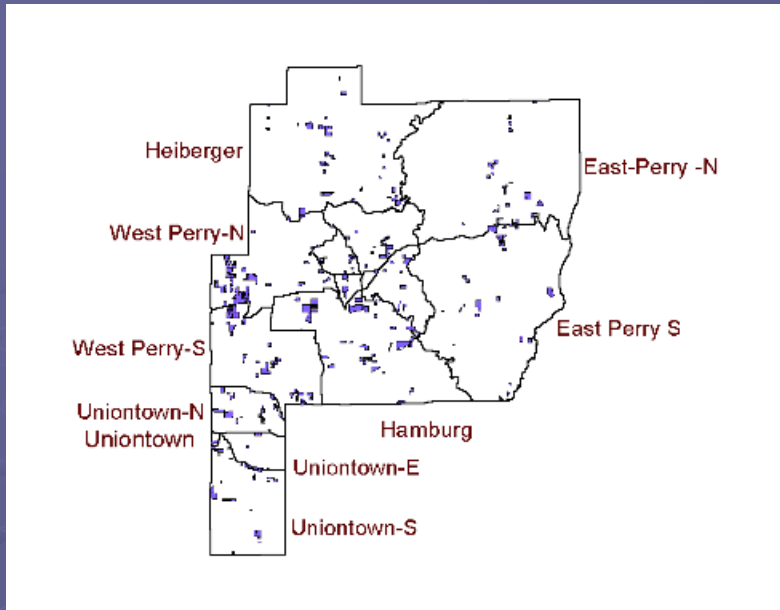 Heiberger
East-Perry -N
West Perry-N
East Perry S
West Perry-S
Uniontown-N
Uniontown
Hamburg
Uniontown-E
Uniontown-S